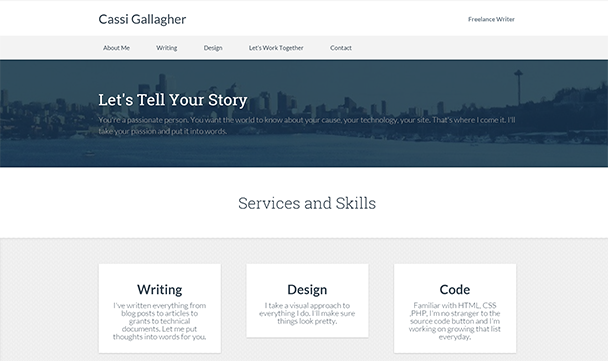 Cassi Gallagher
Freelance Writer
About Me Writing Design Let's Work Together Contact
Let's Tell Your Story
You're a passionate person. You want the world to know about your cause, your technology, your site. That's where I come it. I'll
take your passion and put it into words.
Services and Skills
Writing
I've written everything from
blog posts to articles to
grants to technical
documents. Let me put
thoughts into words for you.
Design
I take a visual approach to
everything I do. I'll make sure
things look pretty.
Code
Familiar with HTML, CSS
,PHP, I'm no stranger to the
source code button and I'm
working on growing that list
everyday.